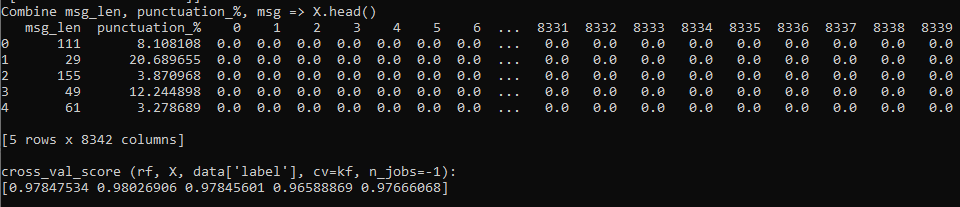 Combine msg_len, punctuation_%, msg => X.head()
msg_len punctuation_% 0 1 2 3 4 5 6 ... 8331 8332 8333 8334 8335 8336 8337 8338 8339
0 111 8.108108 0.0 0.0 0.0 0.0 0.0 0.0 0.0 ... 0.0 0.0 0.0 0.0 0.0 0.0 0.0 0.0 0.0
1 29 20.689655 0.0 0.0 0.0 0.0 0.0 0.0 0.0 ... 0.0 0.0 0.0 0.0 0.0 0.0 0.0 0.0 0.0
2 155 3.870968 0.0 0.0 0.0 0.0 0.0 0.0 0.0 ... 0.0 0.0 0.0 0.0 0.0 0.0 0.0 0.0 0.0
3 49 12.244898 0.0 0.0 0.0 0.0 0.0 0.0 0.0 ... 0.0 0.0 0.0 0.0 0.0 0.0 0.0 0.0 0.0
4 61 3.278689 0.0 0.0 0.0 0.0 0.0 0.0 0.0 ... 0.0 0.0 0.0 0.0 0.0 0.0 0.0 0.0 0.0
[5 rows x 8342 columns]
cross_val_score (rf, X, data['label'], cv=kf, n_jobs=-1):
[0.97847534 0.98026906 0.97845601 0.96588869 0.97666068]